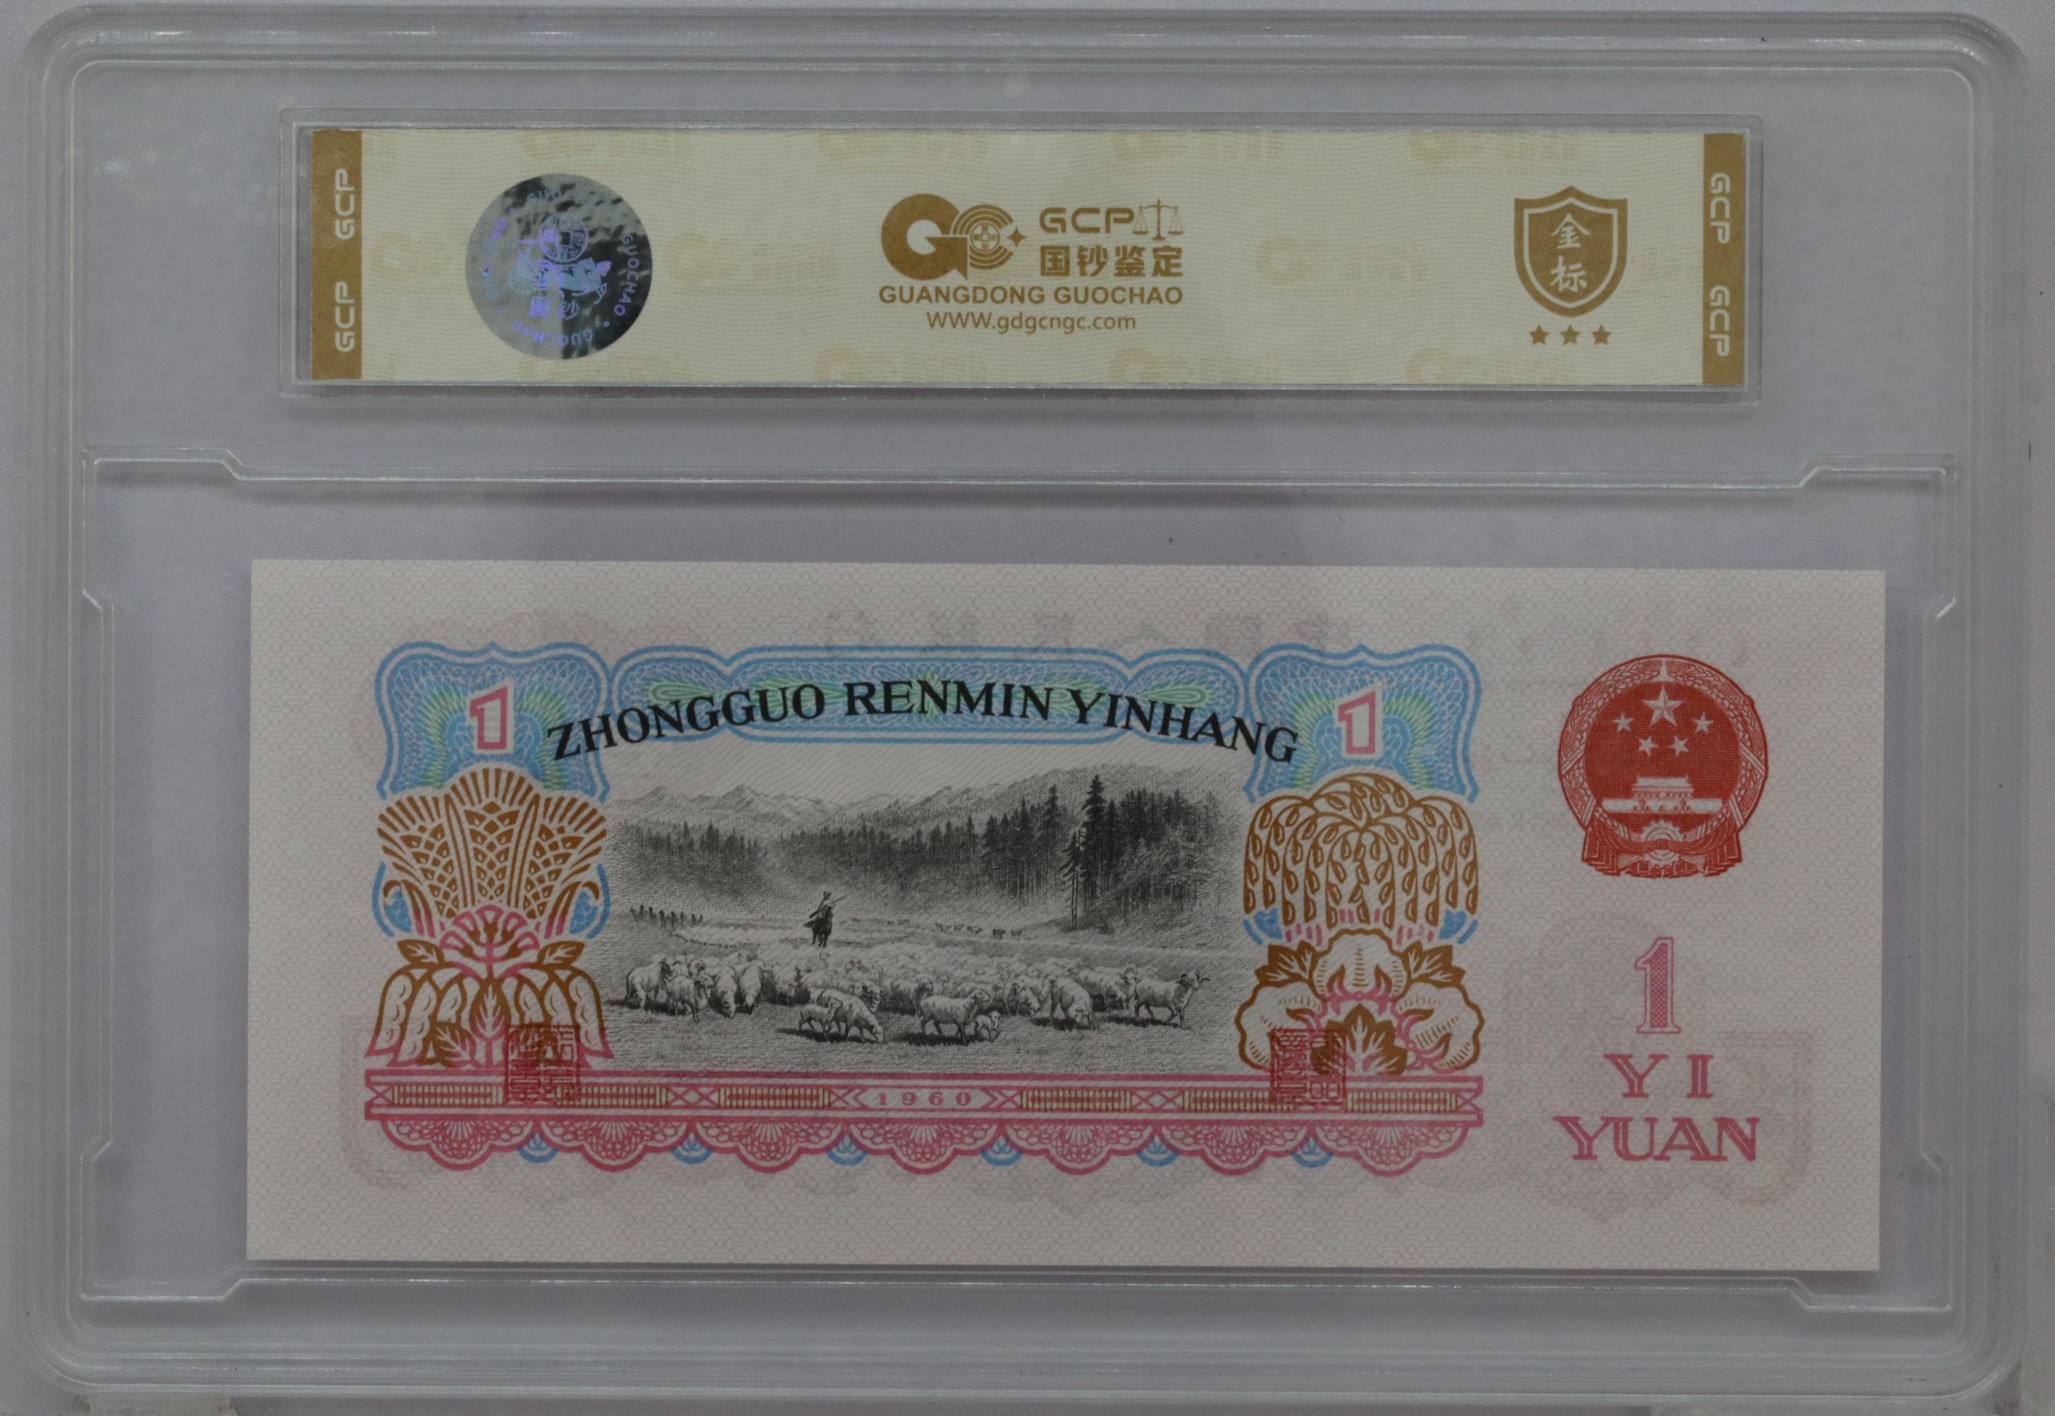 GCP
GCP
GUOCHAO
GCP
国钞鉴定
GUANGDONG GUOCHAO
WWW.gdgcngc.com
金
标
GCP
GCP
1
ZHONGGUO RENMIN YINHANG
1
1960
1
YI
YUAN